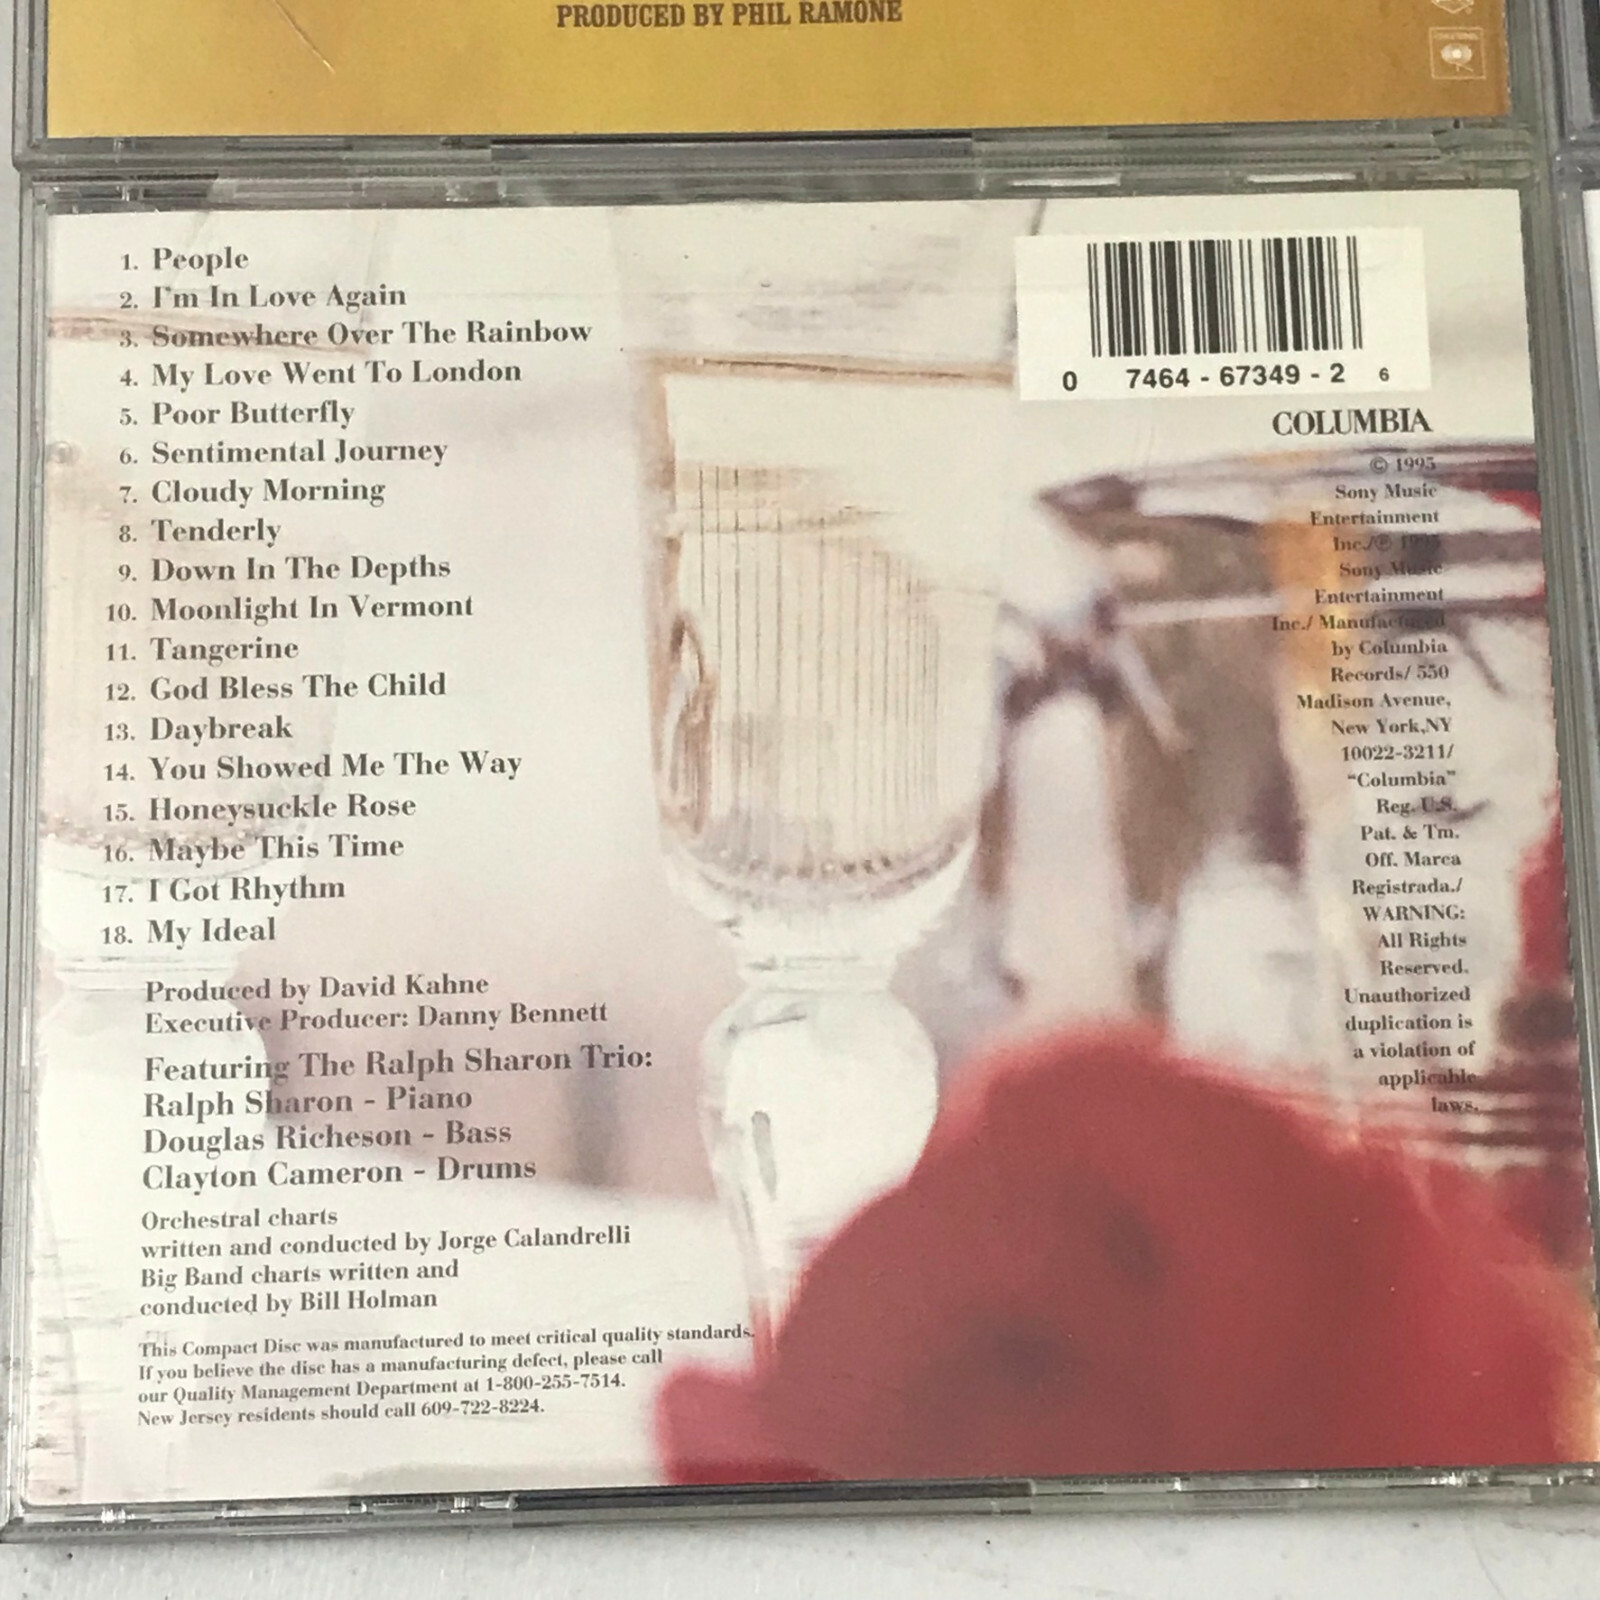 PRODUCED BY PHIL RAMONE
1. People
2. I'm In Love Again
3. Somewhere Over The Rainbow
4. My Love Went To London
5. Poor Butterfly
6. Sentimental Journey
7. Cloudy Morning
8. Tenderly
9. Down In The Depths
10. Moonlight In Vermont
11. Tangerine
12. God Bless The Child
13. Daybreak
14. You Showed Me The Way
15. Honeysuckle Rose
16. Maybe This Time
17. I Got Rhythm
18. My Ideal
Produced by David Kahne
Executive Producer: Danny Bennett
Featuring The Ralph Sharon Trio:
Ralph Sharon - Piano
Douglas Richeson - Bass
Clayton Cameron - Drums
Orchestral charts
written and conducted by Jorge Calandrelli
Big Band charts written and
conducted by Bill Holman
This Compact Disc was manufactured to meet critical quality standards.
If you believe the disc has a manufacturing defect, please call
our Quality Management Department at 1-800-255-7514.
New Jersey residents should call 609-722-8224.
0 7464 - 67349 - 2 6
COLUMBIA
© 1995
Sony Music
Entertainment
Inc./℗ 1995
Sony Music
Entertainment
Inc./ Manufactured
by Columbia
Records/ 550
Madison Avenue,
New York,NY
10022-3211/
"Columbia"
Reg. U.S.
Pat. & Tm.
Off. Marca
Registrada./
WARNING:
All Rights
Reserved.
Unauthorized
duplication is
a violation of
applicable
laws.